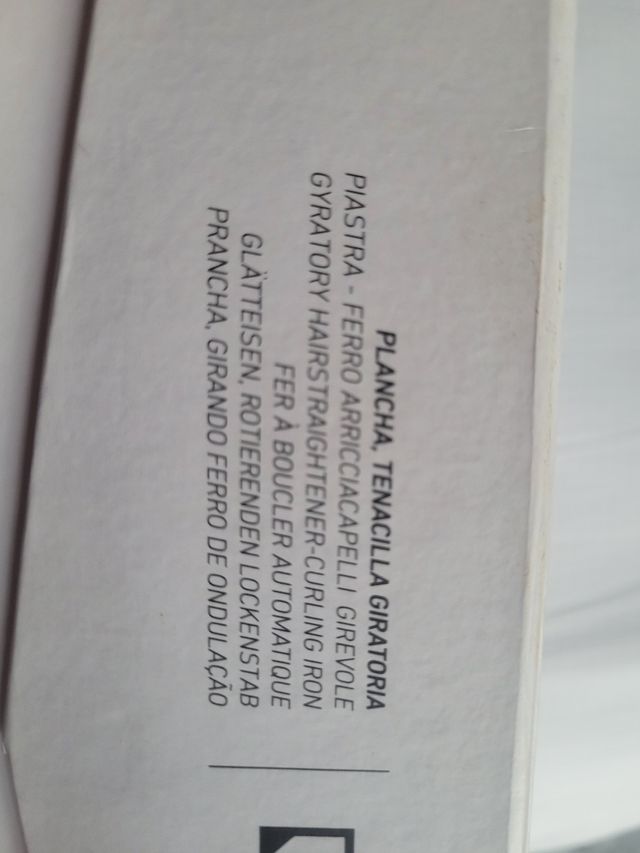 PLANCHA, TENACILLA GIRATORIA
PIASTRA - FERRO ARRICCIACAPELLI GIREVOLE
GYRATORY HAIRSTRAIGHTENER-CURLING IRON
FER À BOUCLER AUTOMATIQUE
GLÄTTEISEN, ROTIERENDEN LOCKENSTAB
PRANCHA, GIRANDO FERRO DE ONDULAÇÃO